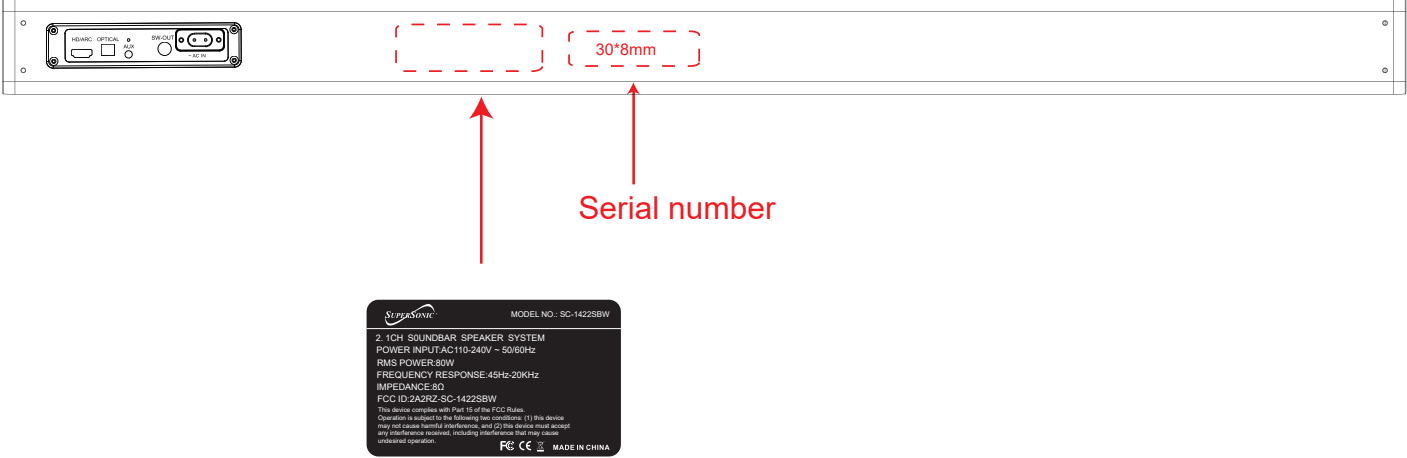 HD/ARC OPTICAL AUX SW-OUT ~ AC IN
30*8mm
Serial number
SUPERSONIC MODEL NO.: SC-1422SBW
2. 1CH S0UNDBAR SPEAKER SYSTEM
POWER INPUT:AC110-240V ~ 50/60Hz
RMS POWER:80W
FREQUENCY RESPONSE:45Hz-20KHz
IMPEDANCE:8Ω
FCC ID:2A2RZ-SC-1422SBW
This device complies with Part 15 of the FCC Rules.
Operation is subject to the following two conditions: (1) this device
may not cause harmful interference, and (2) this device must accept
any interference received, including interference that may cause
undesired operation.
FC CE MADE IN CHINA